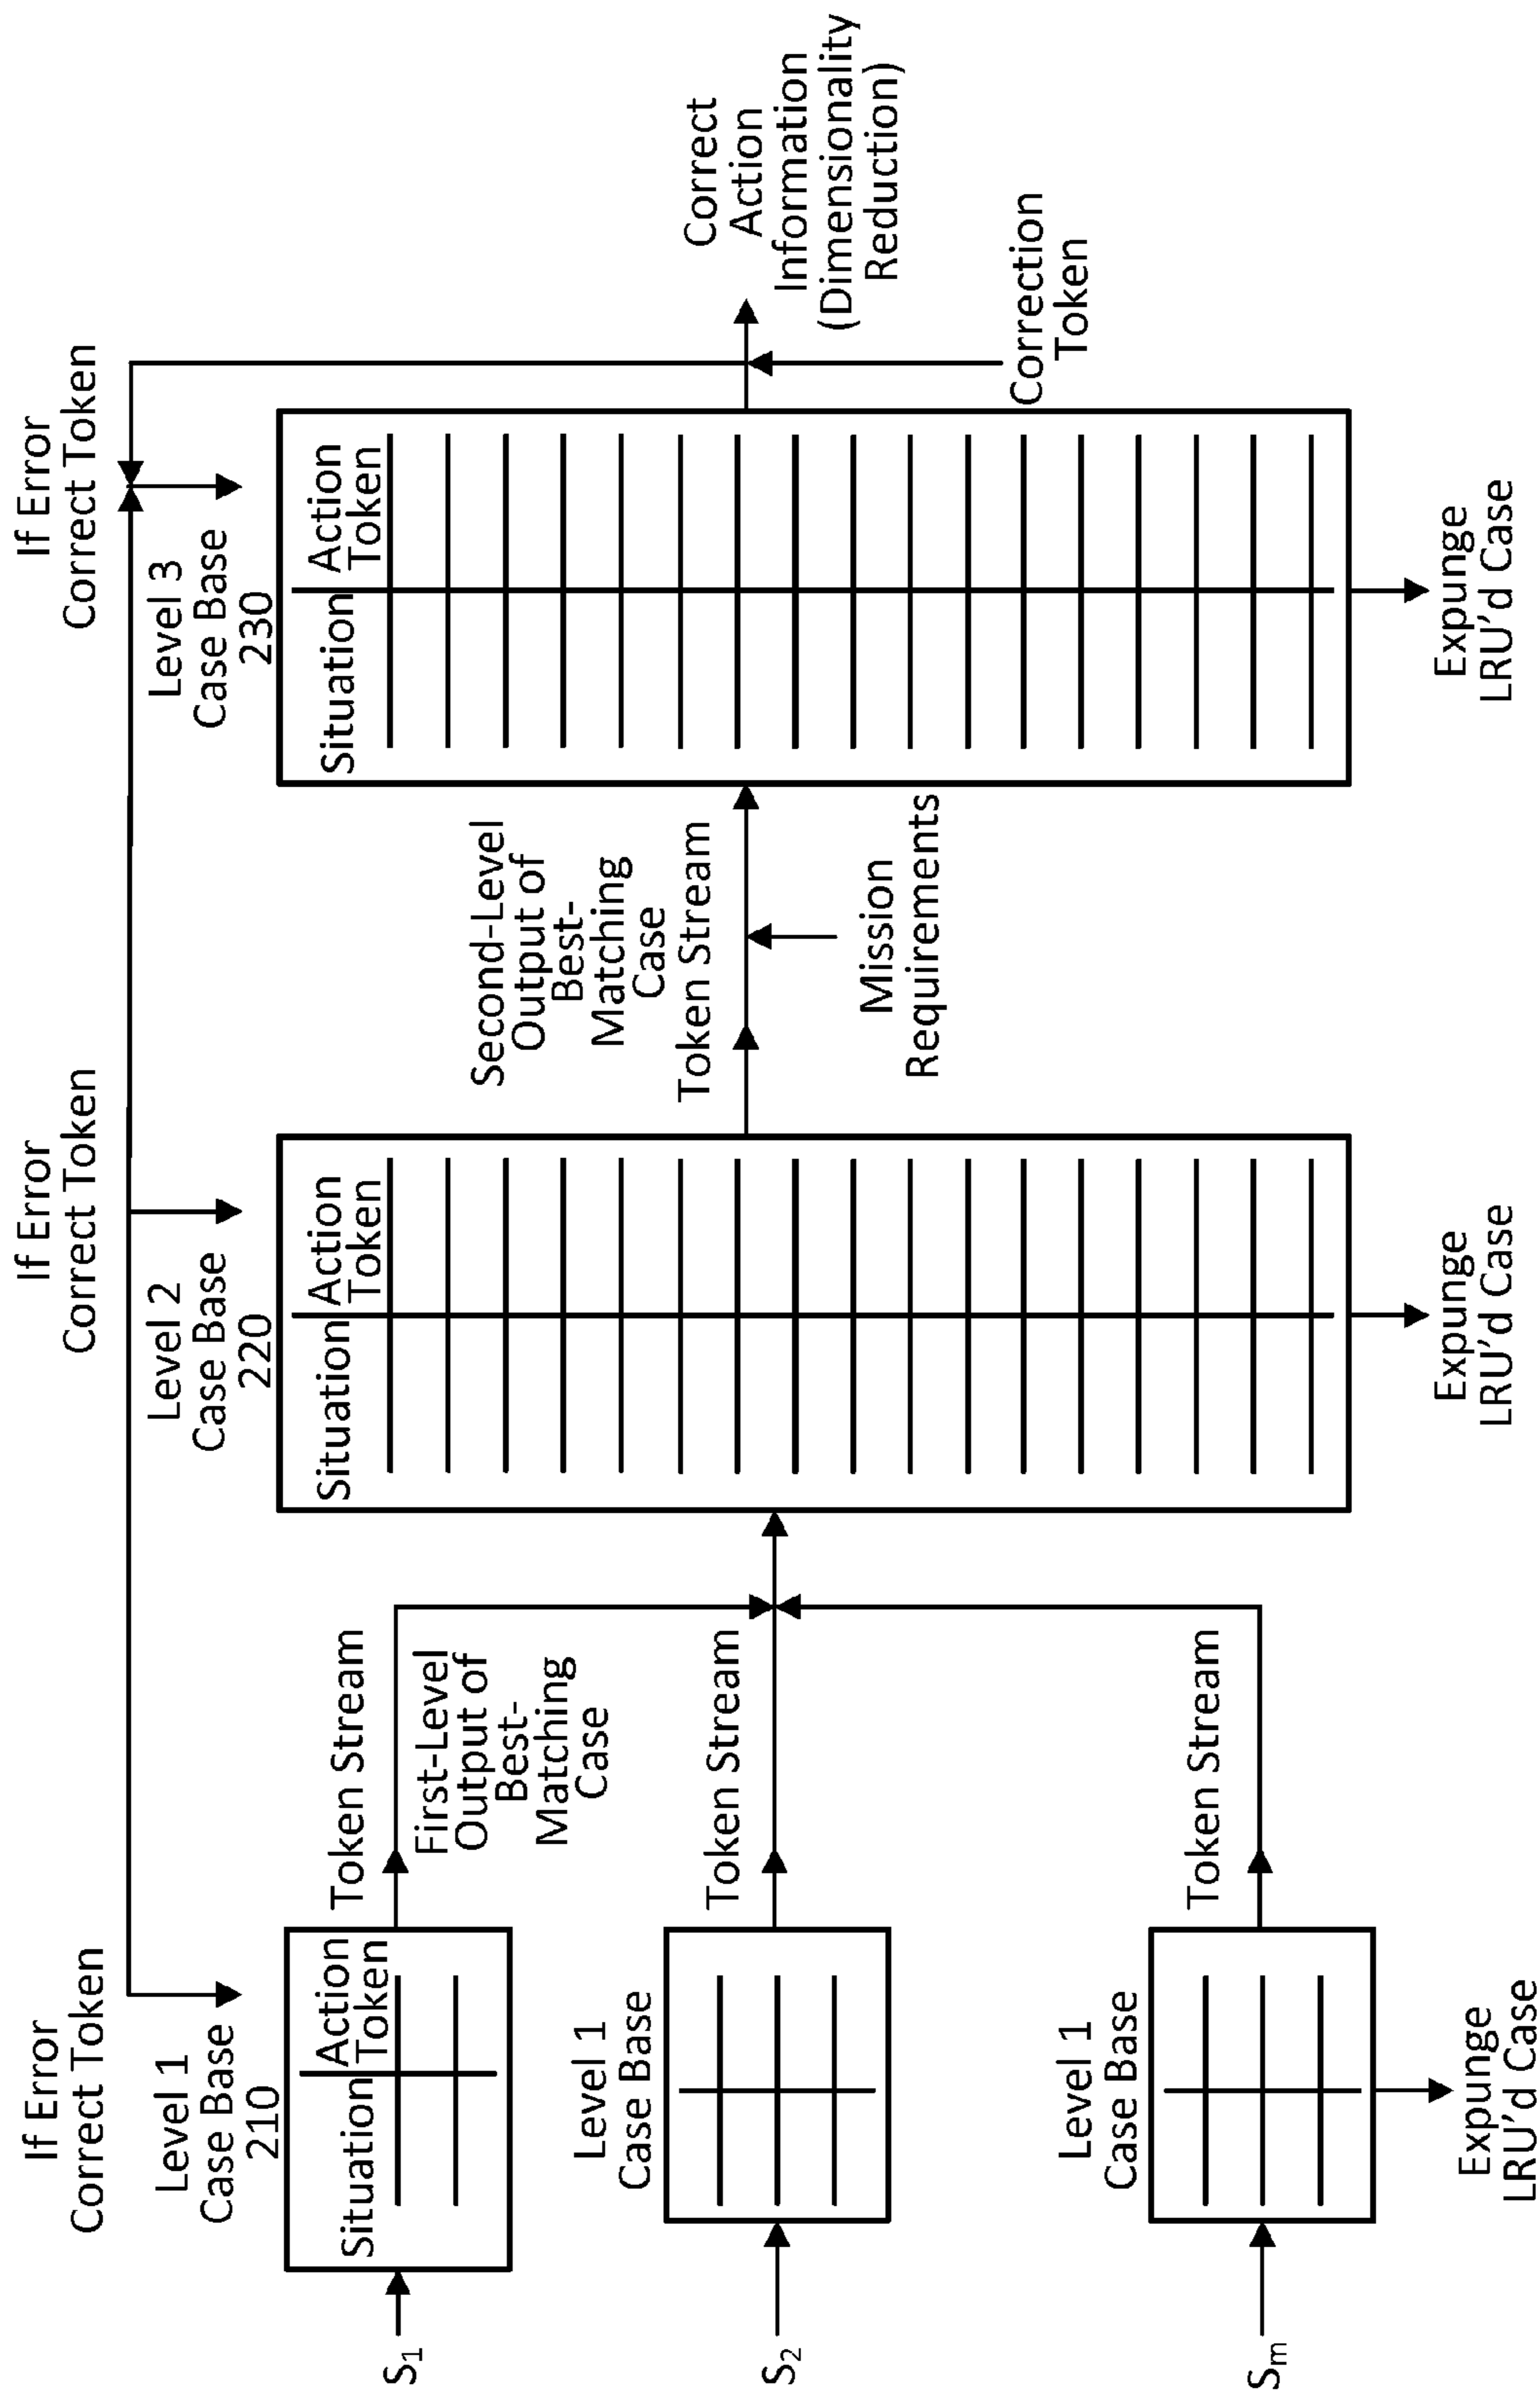 If Error
Correct Token
If Error
Correct Token
If Error
Correct Token
Level 1
Case Base
210
Level 2
Case Base
220
Level 3
Case Base
230
Situation
Action
Token
Situation
Action
Token
Situation
Action
Token
S1
Token Stream
First-Level
Output of
Best-
Matching
Case
Second-Level
Output of
Best-
Matching
Case
Token Stream
Mission
Requirements
Correct
Action
Information
(Dimensionality
Reduction)
Correction
Token
Level 1
Case Base
S2
Token Stream
Level 1
Case Base
Sm
Token Stream
Expunge
LRU'd Case
Expunge
LRU'd Case
Expunge
LRU'd Case